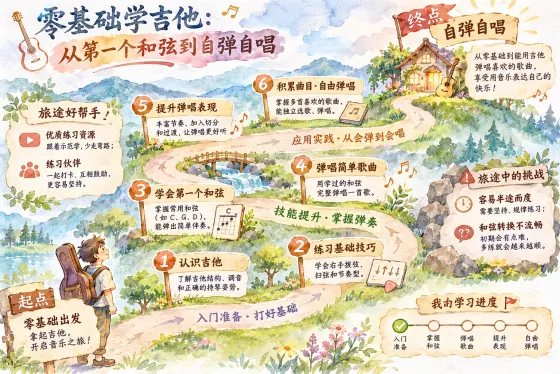 零基础学吉他:
从第一个和弦到自弹自唱
终点
自弹自唱
从零基础到能用吉他
弹唱喜欢的歌曲,
享受用音乐表达自己的
快乐!
6
积累曲目·自由弹唱
掌握多首喜欢的歌曲,
能独立选歌、弹唱。
5
提升弹唱表现
丰富节奏、加入切分
和过渡,让弹唱更好听
应用实践·从会弹到会唱
旅途好帮手!
优质练习资源
跟着示范学,少走弯路;
练习伙伴
一起打卡、互相鼓励,
更容易坚持。
4
弹唱简单歌曲
用学过的和弦
完整弹唱一首歌。
3
学会第一个和弦
掌握常用和弦
(如 C、G、D),
能弹出简单伴奏。
C
技能提升·掌握弹奏
旅途中的挑战
容易半途而废
需要坚持、规律练习;
??
和弦转换不流畅
初期会有点难,
多练就会越来越顺。
1
认识吉他
了解吉他结构、调音
和正确的持琴姿势。
2
练习基础技巧
学会右手拨弦、
扫弦和节奏型。
↓↑↓↑
入门准备·打好基础
起点
零基础出发
拿起吉他,
开启音乐之旅!
我的学习进度
入门
准备
掌握
和弦
弹唱
歌曲
提升
表现
自由
弹唱